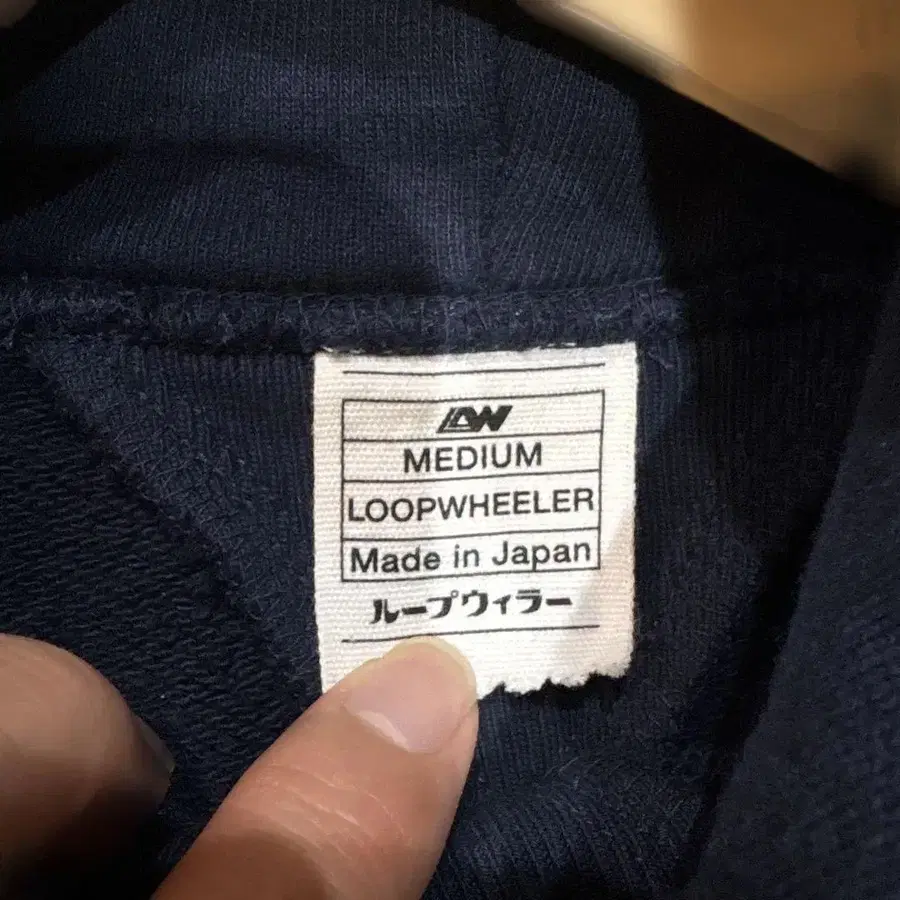 LW
MEDIUM
LOOPWHEELER
Made in Japan
ループウィラー